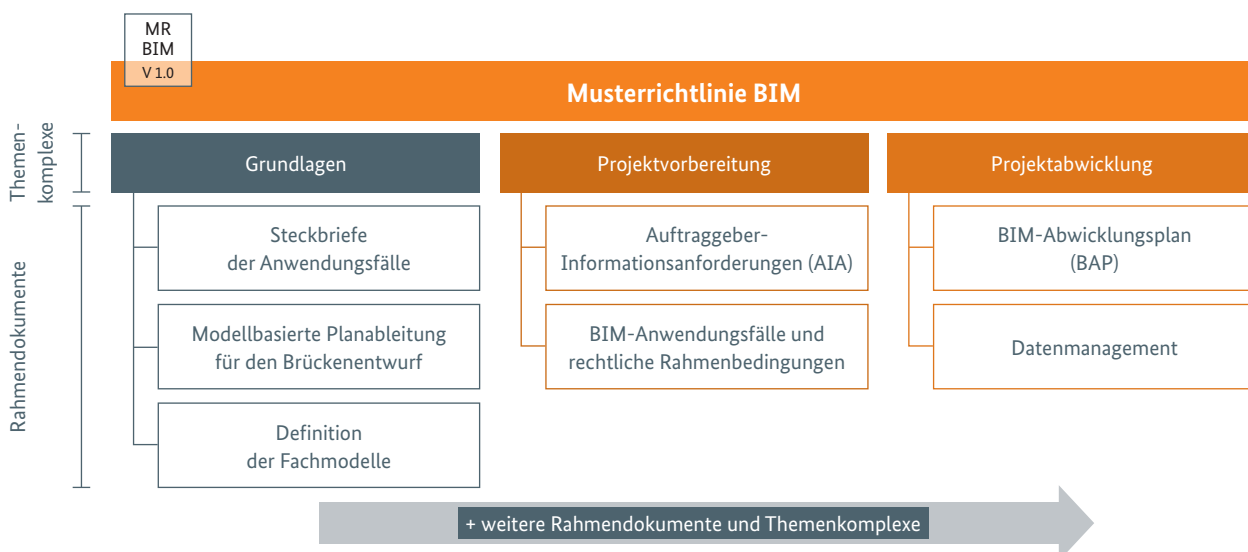 MR
BIM
V 1.0
Musterrichtlinie BIM
Themen-
komplexe
Grundlagen
Projektvorbereitung
Projektabwicklung
Rahmendokumente
Steckbriefe
der Anwendungsfälle
Auftraggeber-
Informationsanforderungen (AIA)
BIM-Abwicklungsplan
(BAP)
Modellbasierte Planableitung
für den Brückenentwurf
BIM-Anwendungsfälle und
rechtliche Rahmenbedingungen
Datenmanagement
Definition
der Fachmodelle
+ weitere Rahmendokumente und Themenkomplexe